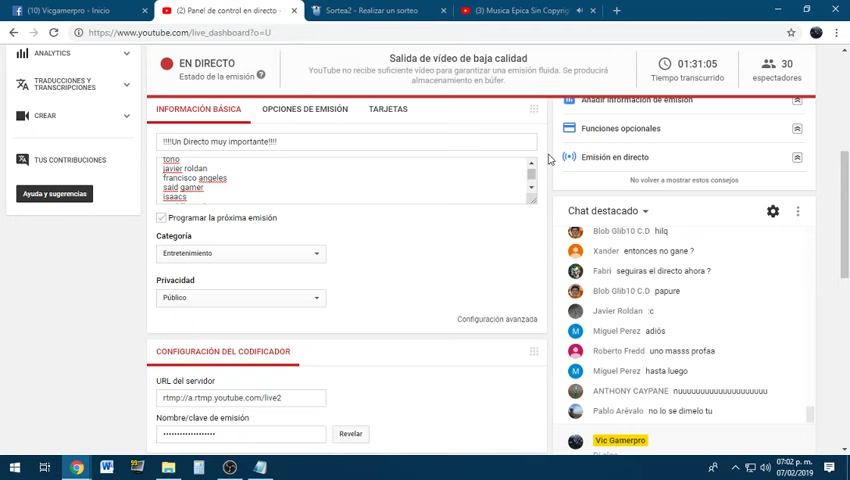 (10) Vicgamerpro - Inicio
(2) Panel de control en directo -
Sortea2 - Realizar un sorteo
(3) Musica Epica Sin Copyrigh
https://www.youtube.com/live_dashboard?o=U
ANALYTICS
TRADUCCIONES Y
TRANSCRIPCIONES
CREAR
TUS CONTRIBUCIONES
Ayuda y sugerencias
EN DIRECTO
Estado de la emisión
Salida de vídeo de baja calidad
YouTube no recibe suficiente vídeo para garantizar una emisión fluida. Se producirá
almacenamiento en búfer.
01:31:05
Tiempo transcurrido
30
espectadores
INFORMACIÓN BÁSICA
OPCIONES DE EMISIÓN
TARJETAS
!!!!Un Directo muy importante!!!!
tono
javier roldan
francisco angeles
said gamer
isaacs
Programar la próxima emisión
Categoría
Entretenimiento
Privacidad
Público
Configuración avanzada
CONFIGURACIÓN DEL CODIFICADOR
URL del servidor
rtmp://a.rtmp.youtube.com/live2
Nombre/clave de emisión
Revelar
Añadir información de emisión
Funciones opcionales
Emisión en directo
No volver a mostrar estos consejos
Chat destacado
Blob Glib10 C.D hilq
Xander entonces no gane ?
Fabri seguiras el directo ahora ?
Blob Glib10 C.D papure
Javier Roldan :c
Miguel Perez adiós
Roberto Fredd uno masss profaa
Miguel Perez hasta luego
ANTHONY CAYPANE nuuuuuuuuuuuuuuuuuuuu
Pablo Arévalo no lo se dimelo tu
Vic Gamerpro
07:02 p. m.
07/02/2019